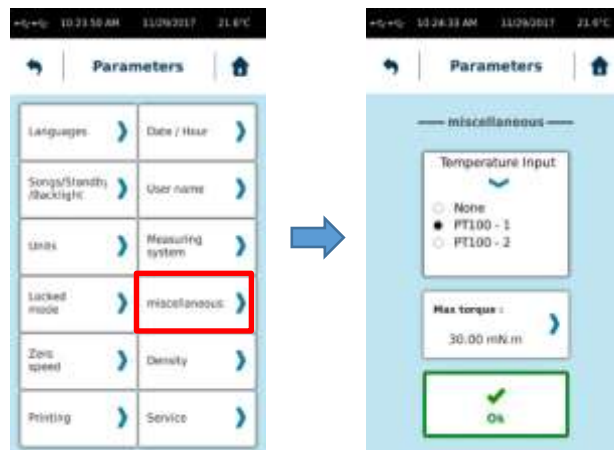 10:23:50 AM 11/29/2017 21.6°C
Parameters
Languages
Date / Hour
Songs/Standby
/Backlight
User name
Units
Measuring
system
Locked
mode
miscellaneous
Zero
speed
Density
Printing
Service
10:24:33 AM 11/29/2017 21.6°C
Parameters
miscellaneous
Temperature Input
None
PT100 - 1
PT100 - 2
Max torque :
30.00 mN.m
Ok